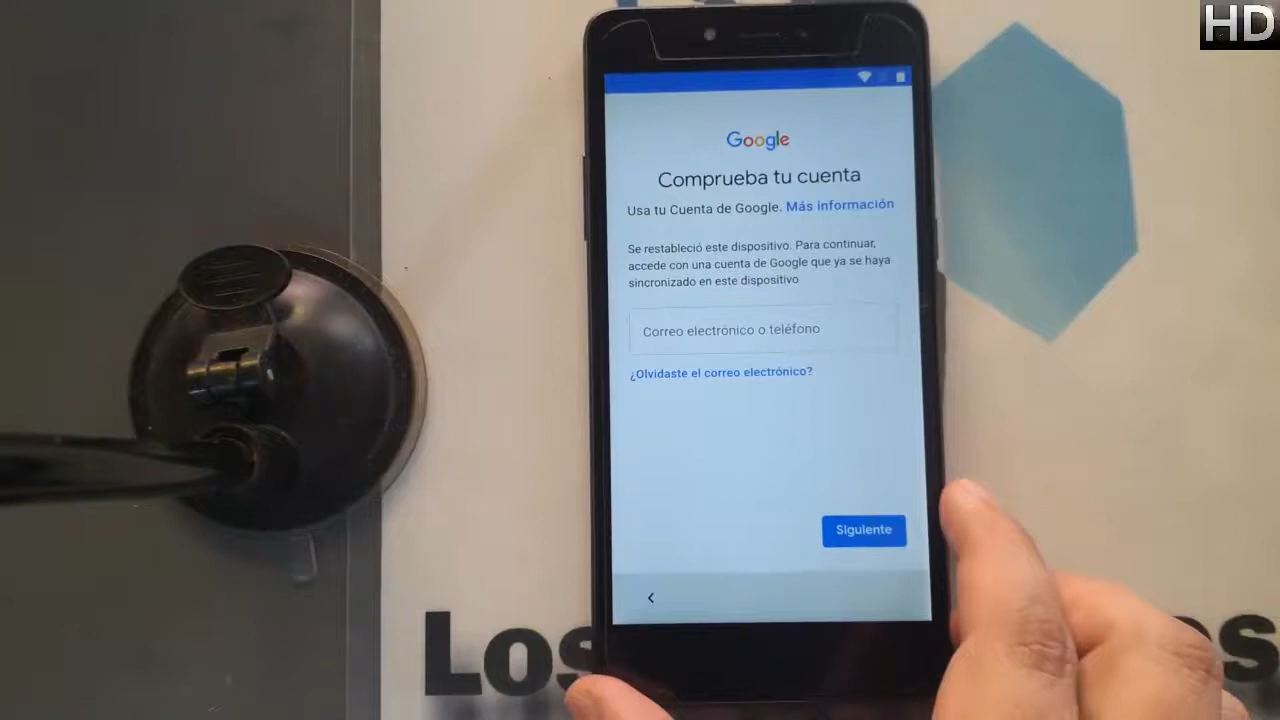 HD
Google
Comprueba tu cuenta
Usa tu Cuenta de Google. Más información
Se restableció este dispositivo. Para continuar,
accede con una cuenta de Google que ya se haya
sincronizado en este dispositivo
Correo electrónico o teléfono
¿Olvidaste el correo electrónico?
Siguiente
Los